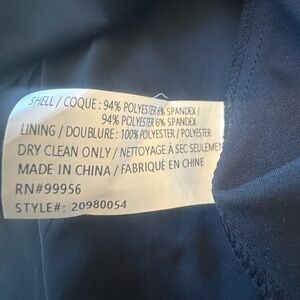 SHELL / COQUE : 94% POLYESTER 6% SPANDEX /
94% POLYESTER 6% SPANDEX
LINING / DOUBLURE : 100% POLYESTER / POLYESTER
DRY CLEAN ONLY / NETTOYAGE À SEC SEULEMEN
MADE IN CHINA / FABRIQUÉ EN CHINE
RN#99956
STYLE#: 20980054